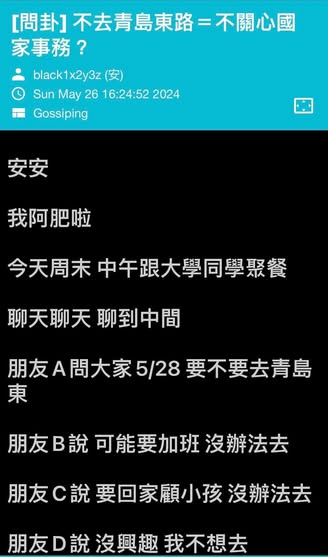 [問卦] 不去青島東路＝不關心國
家事務？
black1x2y3z (安)
Sun May 26 16:24:52 2024
Gossiping
安安
我阿肥啦
今天周末 中午跟大學同學聚餐
聊天聊天 聊到中間
朋友A問大家5/28 要不要去青島
東
朋友B說 可能要加班 沒辦法去
朋友C說 要回家顧小孩 沒辦法去
朋友D說 沒興趣 我不想去